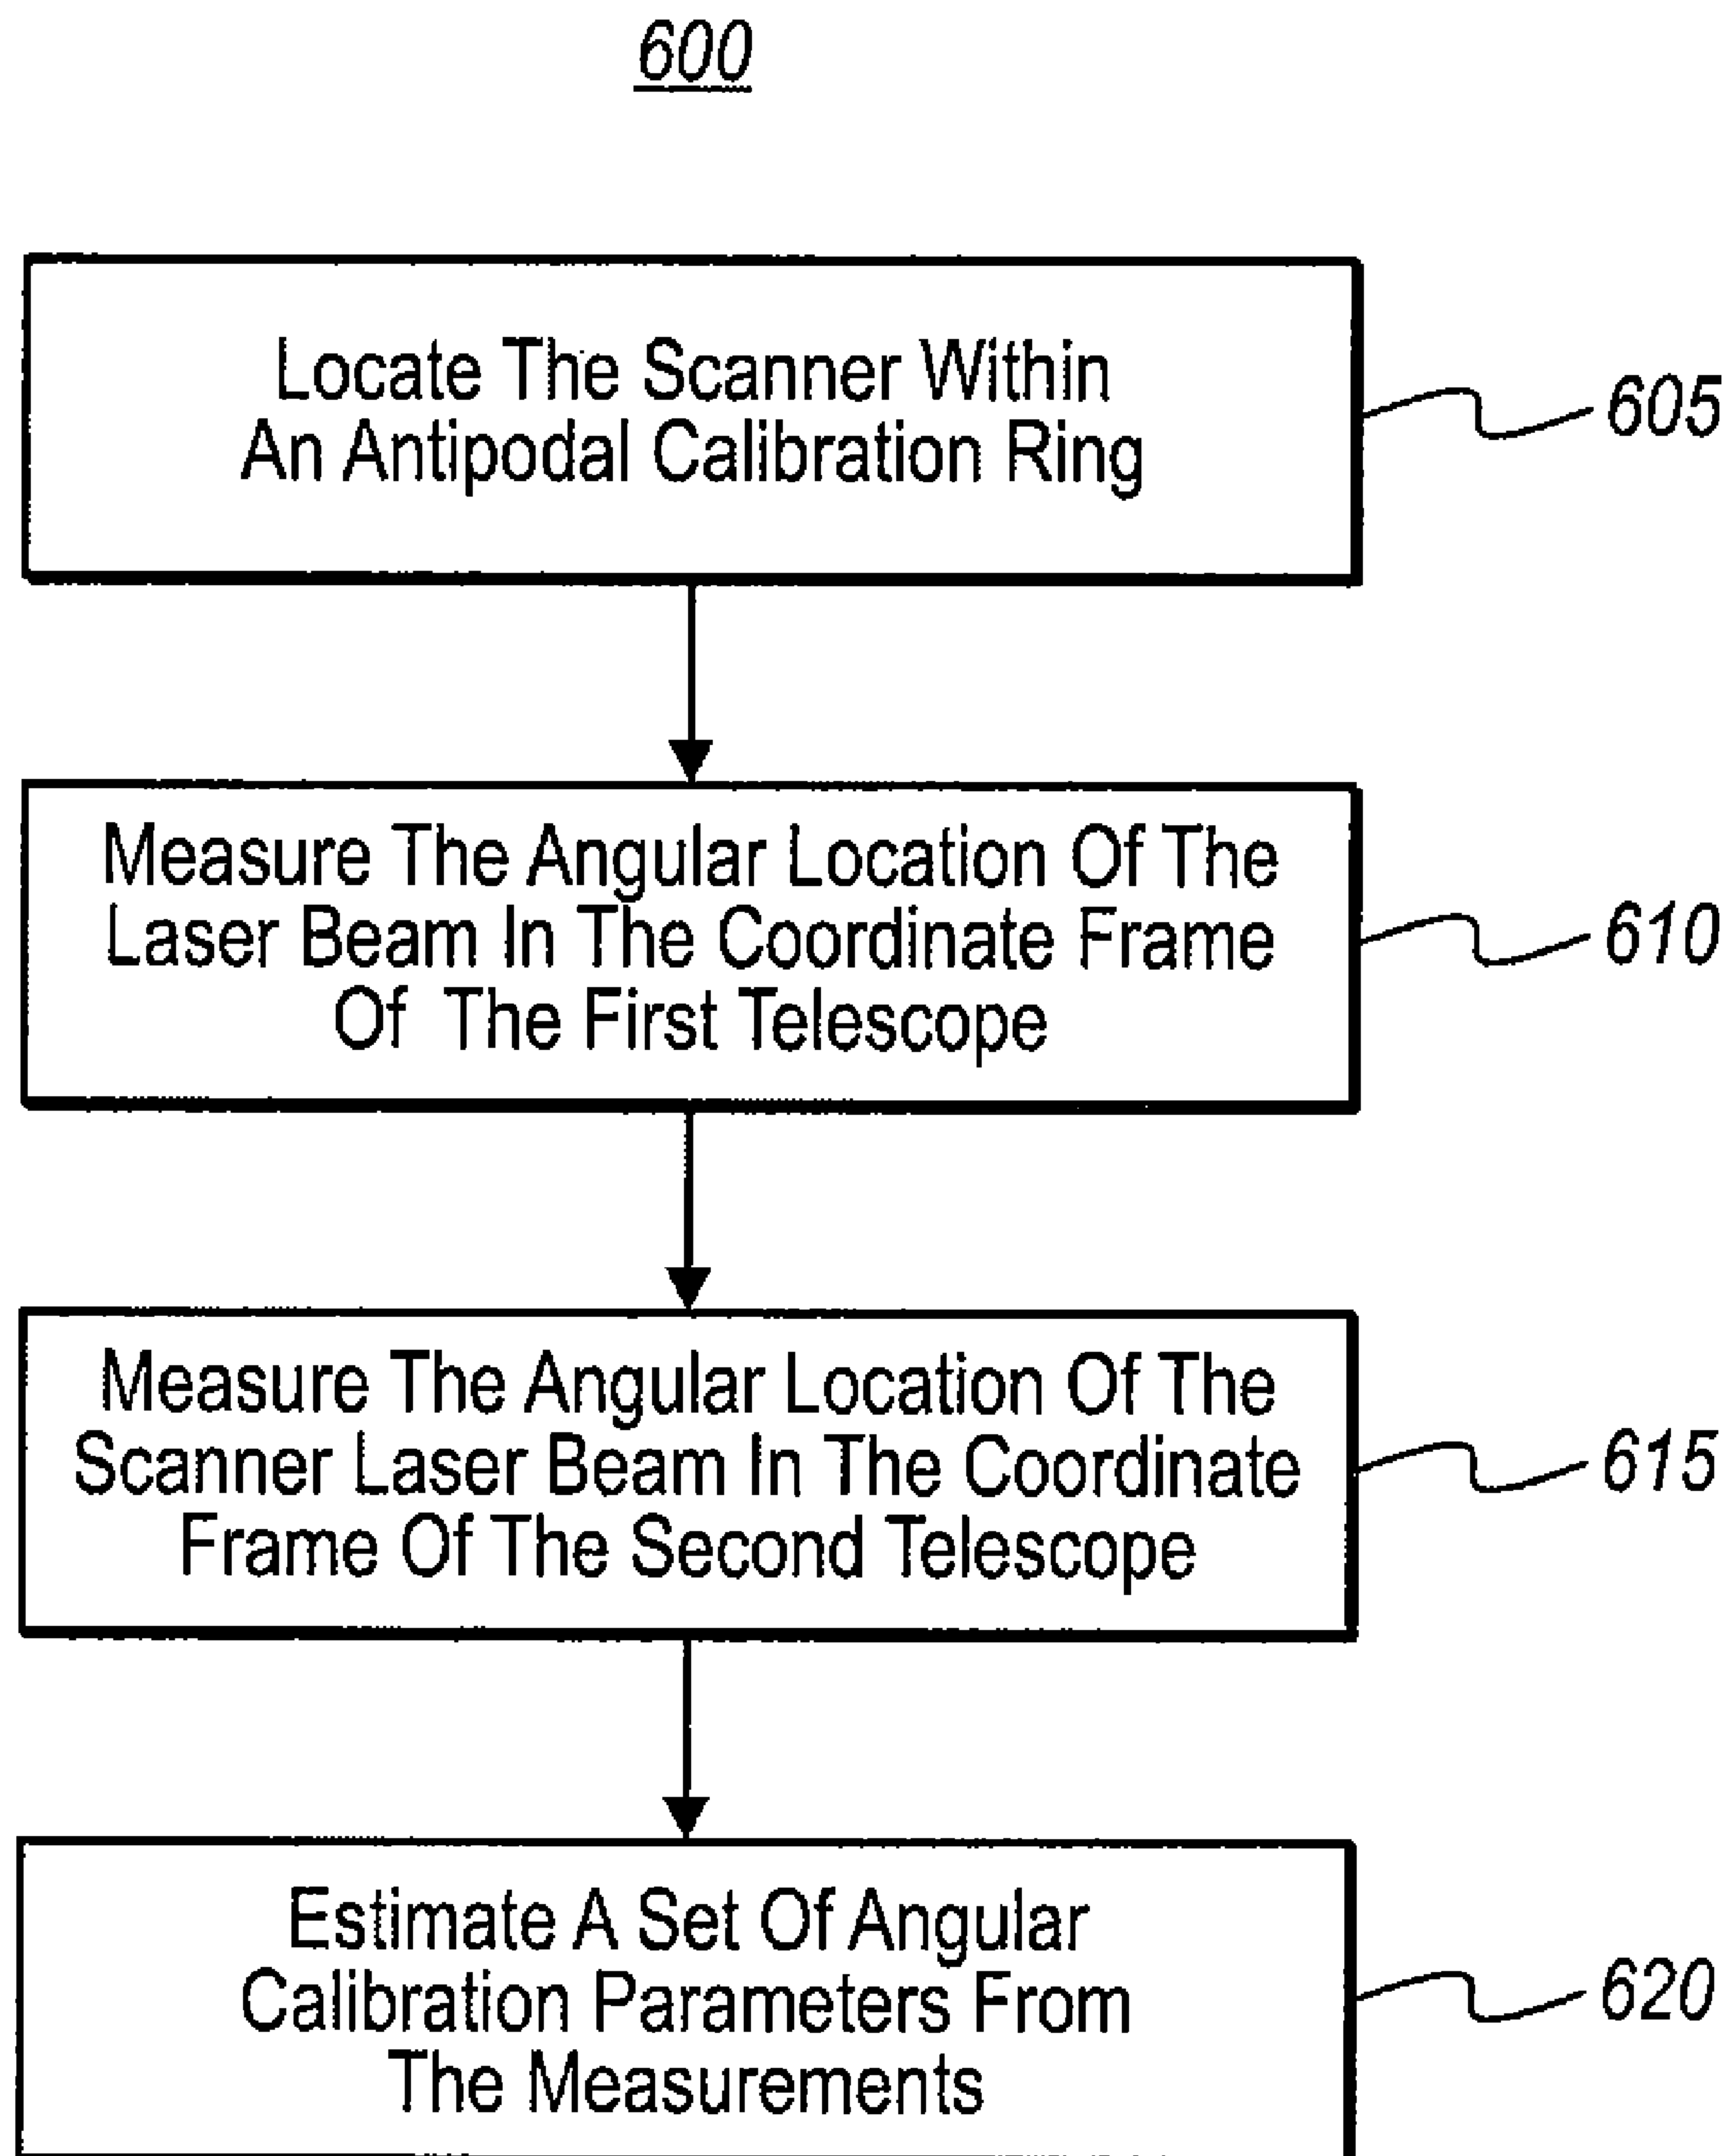 600
Locate The Scanner Within
An Antipodal Calibration Ring
605
Measure The Angular Location Of The
Laser Beam In The Coordinate Frame
Of The First Telescope
610
Measure The Angular Location Of The
Scanner Laser Beam In The Coordinate
Frame Of The Second Telescope
615
Estimate A Set Of Angular
Calibration Parameters From
The Measurements
620